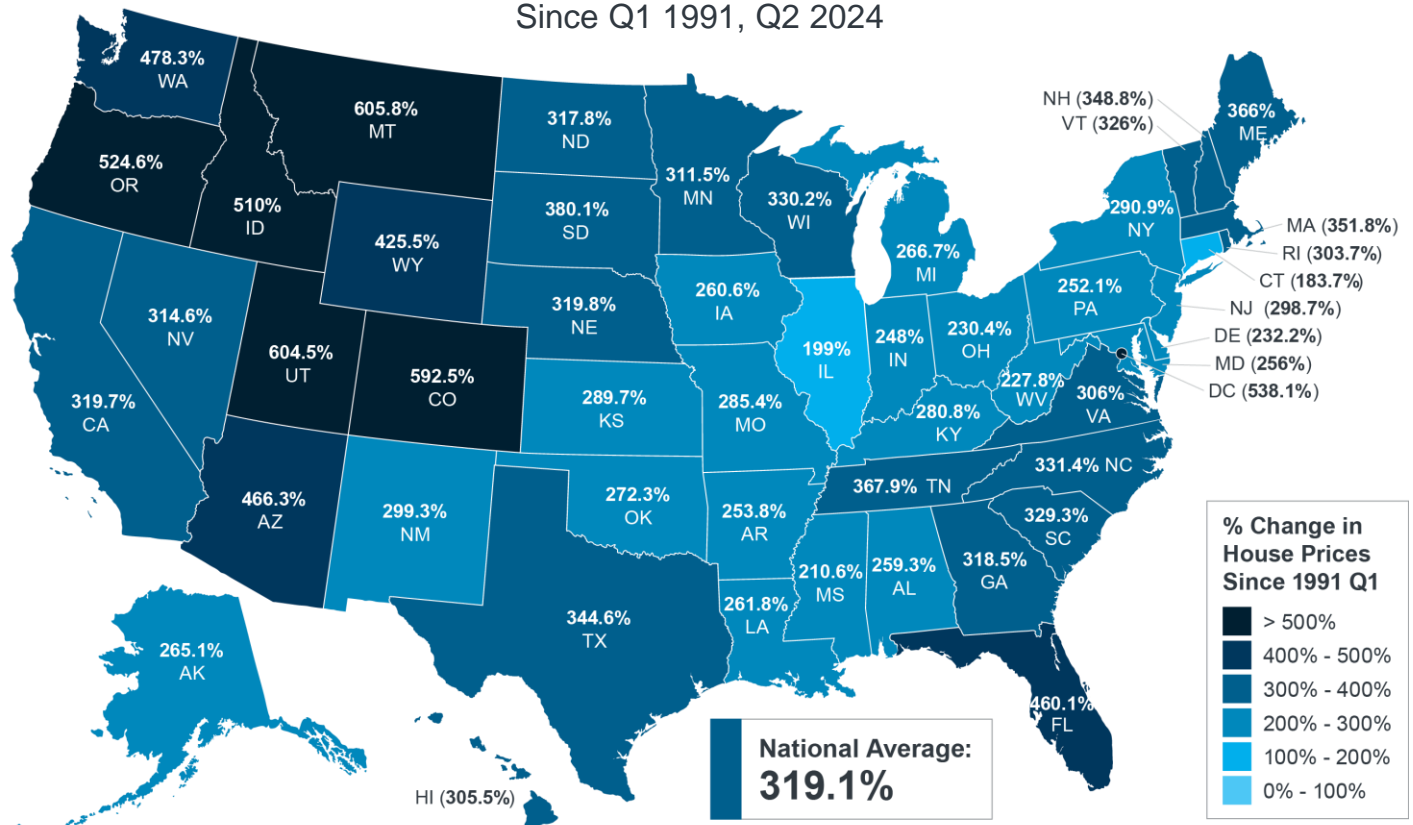 Since Q1 1991, Q2 2024
478.3%
WA
605.8%
MT
317.8%
ND
NH (348.8%)
VT (326%)
366%
ME
524.6%
OR
510%
ID
311.5%
MN
330.2%
WI
380.1%
SD
290.9%
NY
MA (351.8%)
RI (303.7%)
CT (183.7%)
NJ (298.7%)
DE (232.2%)
MD (256%)
DC (538.1%)
425.5%
WY
266.7%
MI
252.1%
PA
314.6%
NV
260.6%
IA
319.8%
NE
604.5%
UT
592.5%
CO
199%
IL
248%
IN
230.4%
OH
227.8%
WV
306%
VA
319.7%
CA
289.7%
KS
285.4%
MO
280.8%
KY
331.4% NC
367.9% TN
466.3%
AZ
299.3%
NM
272.3%
OK
253.8%
AR
329.3%
SC
210.6%
MS
259.3%
AL
318.5%
GA
344.6%
TX
261.8%
LA
460.1%
FL
265.1%
AK
HI (305.5%)
National Average:
319.1%
% Change in
House Prices
Since 1991 Q1
> 500%
400% - 500%
300% - 400%
200% - 300%
100% - 200%
0% - 100%